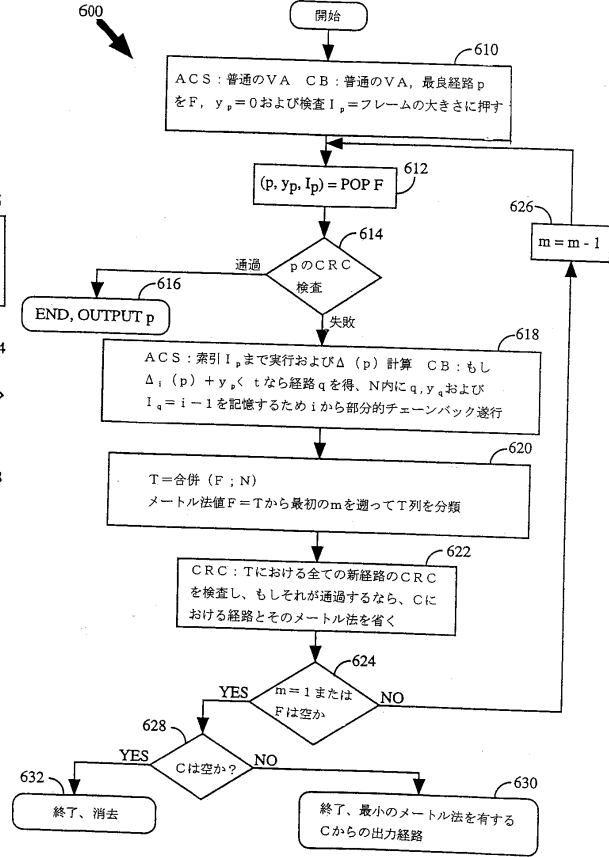 600
開始
610
ACS:普通のVA CB:普通のVA,最良経路p
をF,yp=0および検査Ip=フレームの大きさに押す
612
(p, yp, Ip) = POP F
626
m = m - 1
614
pのCRC
検査
通過
616
END, OUTPUT p
失敗
618
ACS:索引Ipまで実行およびΔ(p)計算 CB:もし
Δi(p)+yp< tなら経路qを得、N内にq,yqおよび
Iq=i-1を記憶するためiから部分的チェーンバック遂行
620
T=合併(F;N)
メートル法値F=Tから最初のmを遡ってT列を分類
622
CRC:Tにおける全ての新経路のCRC
を検査し、もしそれが通過するなら、Cに
おける経路とそのメートル法を省く
624
m=1または
Fは空か
YES
NO
628
Cは空か?
YES
NO
632
終了、消去
630
終了、最小のメートル法を有する
Cからの出力経路